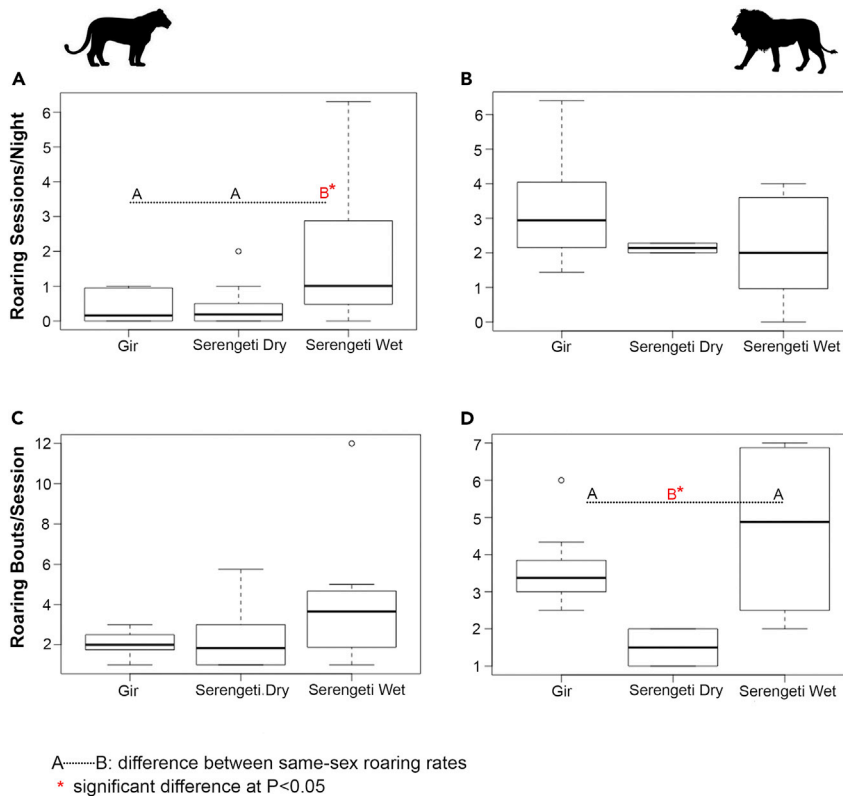 A
B
Roaring Sessions/Night
6
5
4
3
2
1
0
A
A
B*
Gir
Serengeti Dry
Serengeti Wet
6
5
4
3
2
1
0
Gir
Serengeti Dry
Serengeti Wet
C
D
Roaring Bouts/Session
12
10
8
6
4
2
Gir
Serengeti.Dry
Serengeti Wet
7
6
5
4
3
2
1
A
B*
A
Gir
Serengeti Dry
Serengeti Wet
A········B: difference between same-sex roaring rates
* significant difference at P<0.05